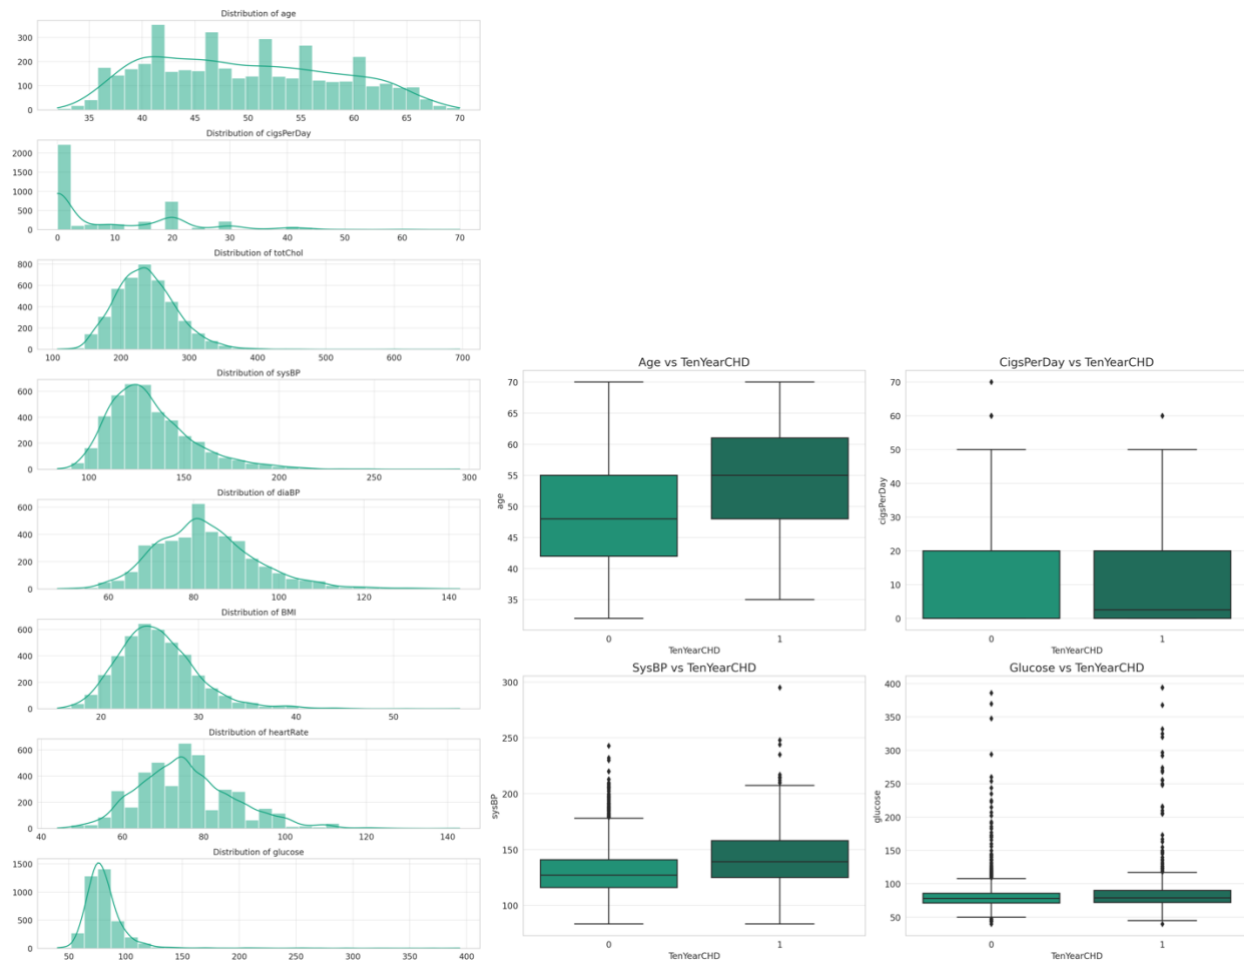 Distribution of age
300
200
100
0
35 40 45 50 55 60 65 70
Distribution of cigsPerDay
2000
1500
1000
500
0
0 10 20 30 40 50 60 70
Distribution of totChol
800
600
400
200
0
100 200 300 400 500 600 700
Distribution of sysBP
600
400
200
0
100 150 200 250 300
Distribution of diaBP
600
400
200
0
60 80 100 120 140
Distribution of BMI
600
400
200
0
20 30 40 50
Distribution of heartRate
600
400
200
0
40 60 80 100 120 140
Distribution of glucose
1500
1000
500
0
50 100 150 200 250 300 350 400
Age vs TenYearCHD
70
65
60
55
50
45
40
35
age
0 1
TenYearCHD
CigsPerDay vs TenYearCHD
70
60
50
40
30
20
10
0
cigsPerDay
0 1
TenYearCHD
SysBP vs TenYearCHD
300
250
200
150
100
sysBP
0 1
TenYearCHD
Glucose vs TenYearCHD
400
350
300
250
200
150
100
50
glucose
0 1
TenYearCHD